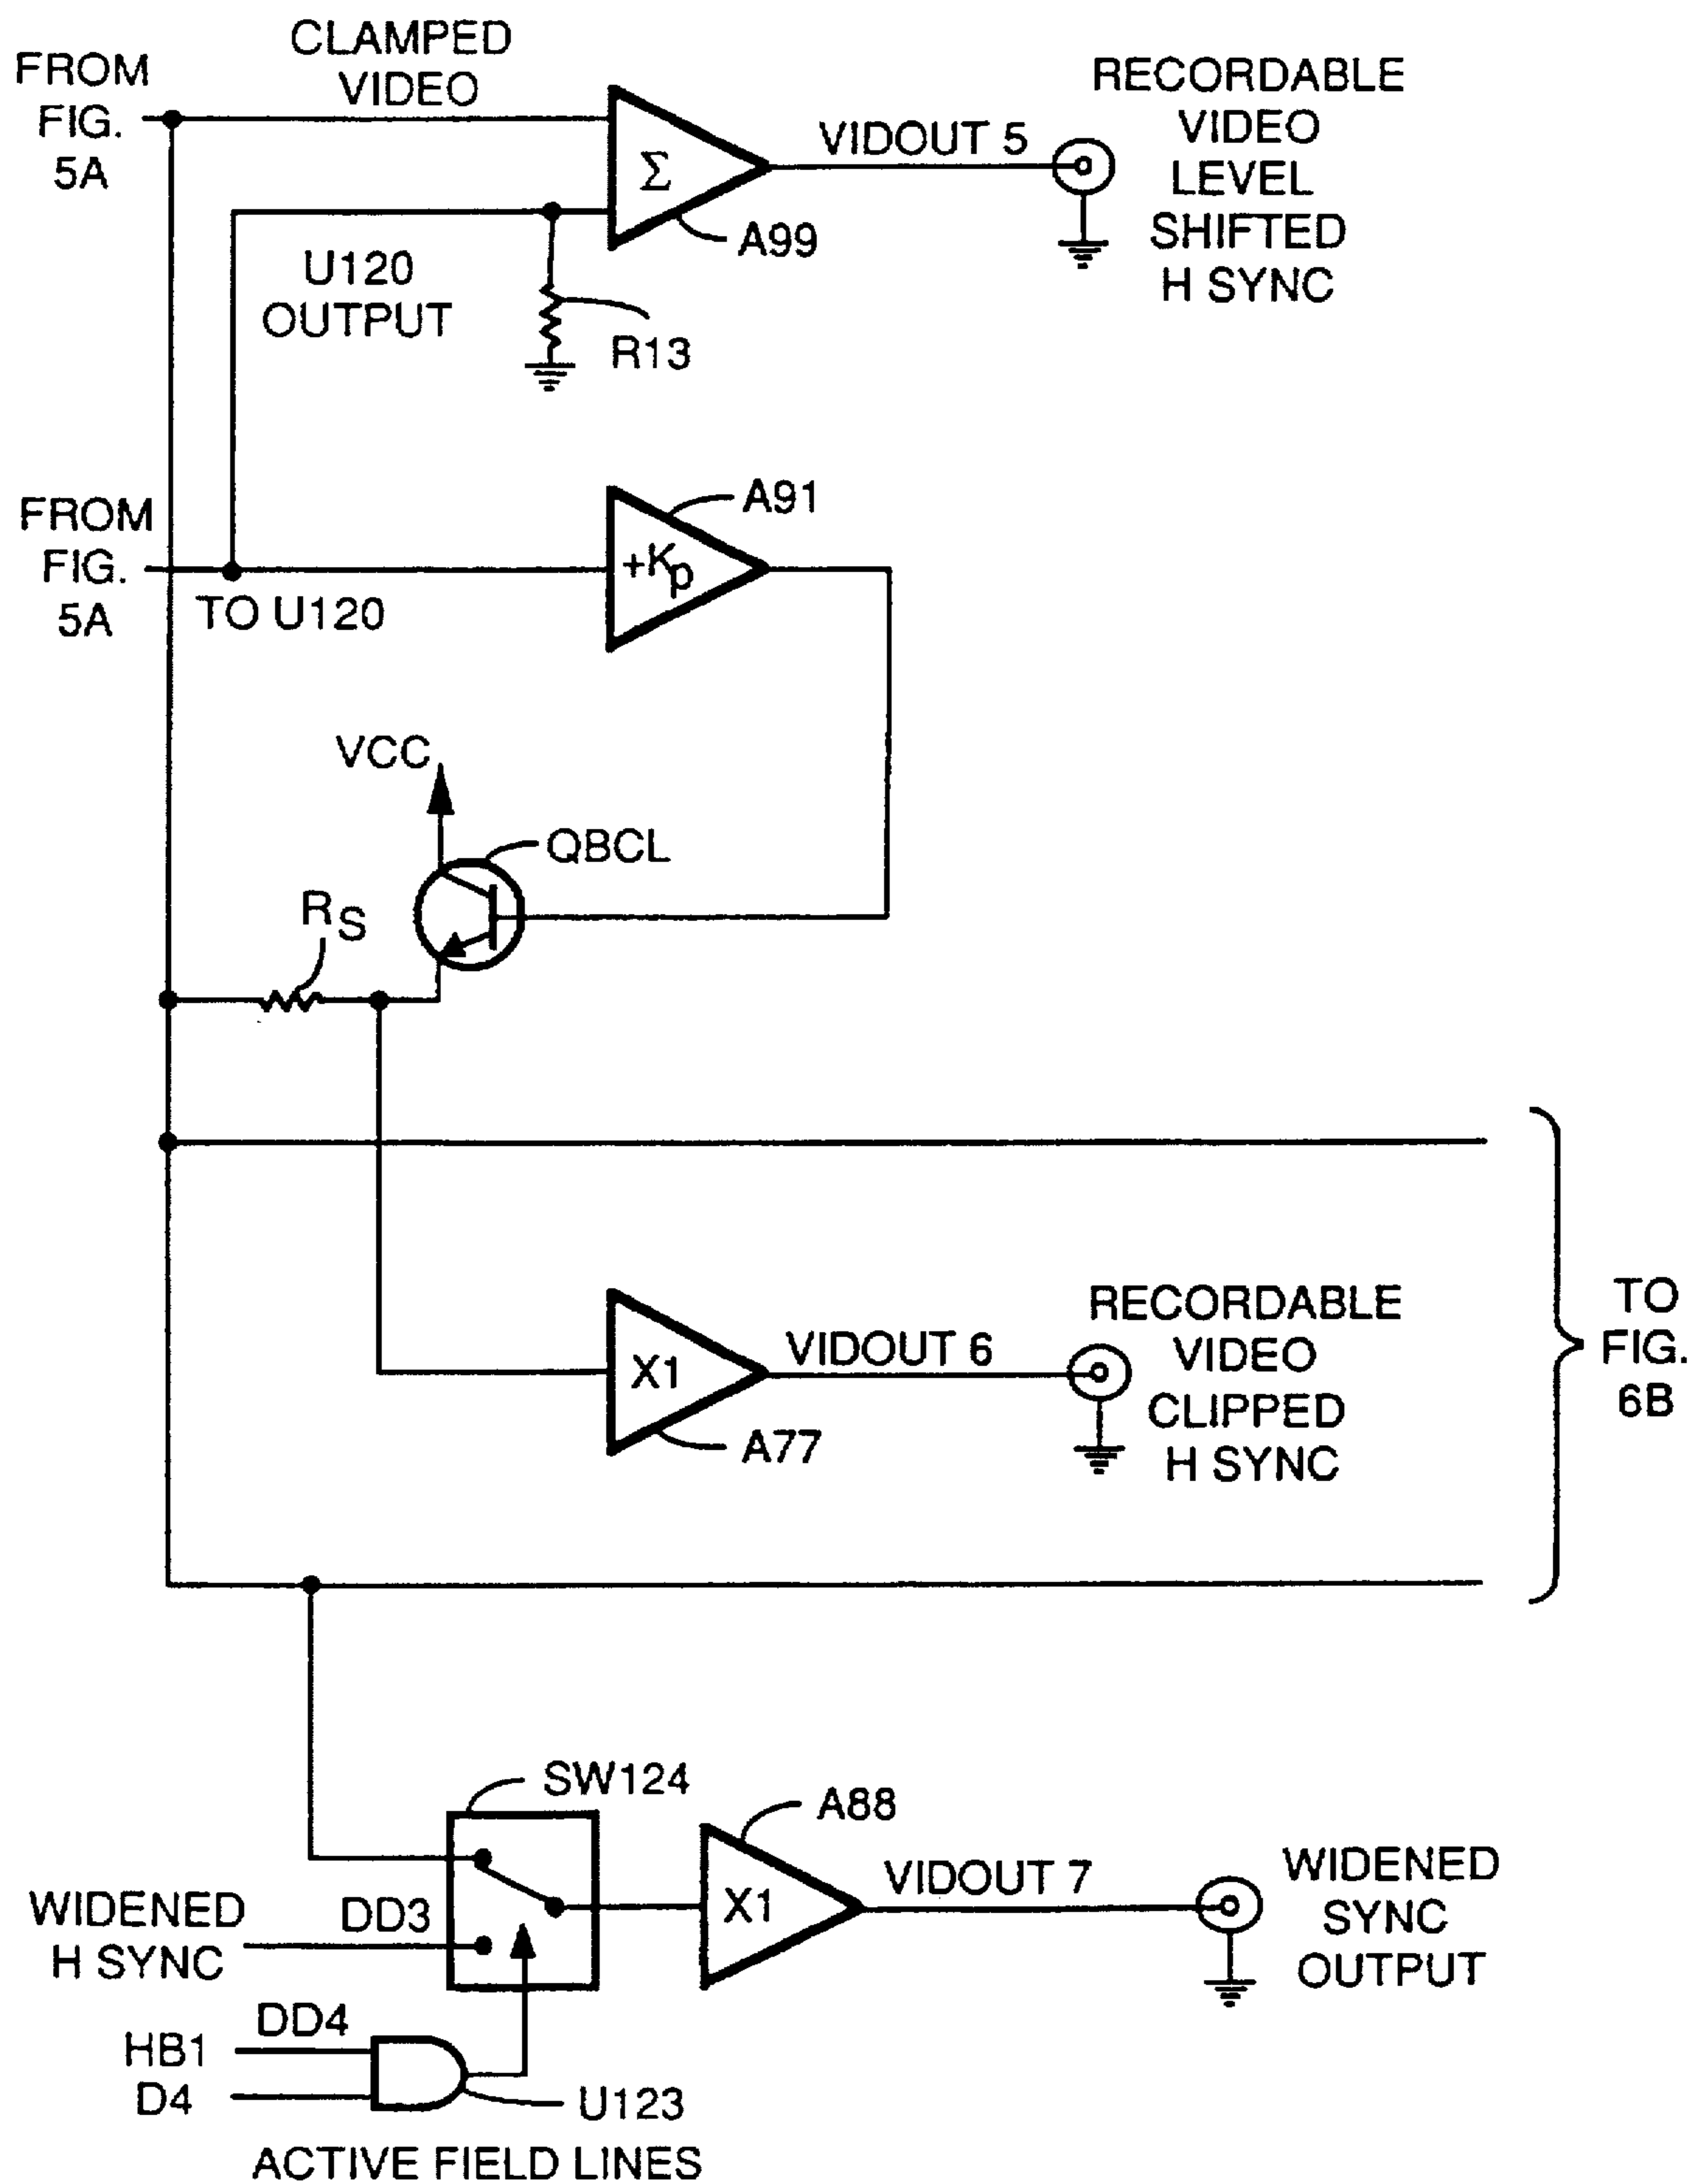 CLAMPED
VIDEO
FROM
FIG.
5A
Σ
A99
VIDOUT 5
RECORDABLE
VIDEO
LEVEL
SHIFTED
H SYNC
U120
OUTPUT
R13
FROM
FIG.
5A
TO U120
+Kp
A91
VCC
QBCL
RS
X1
A77
VIDOUT 6
RECORDABLE
VIDEO
CLIPPED
H SYNC
TO
FIG.
6B
SW124
A88
X1
VIDOUT 7
WIDENED
SYNC
OUTPUT
WIDENED
H SYNC
DD3
DD4
HB1
D4
U123
ACTIVE FIELD LINES